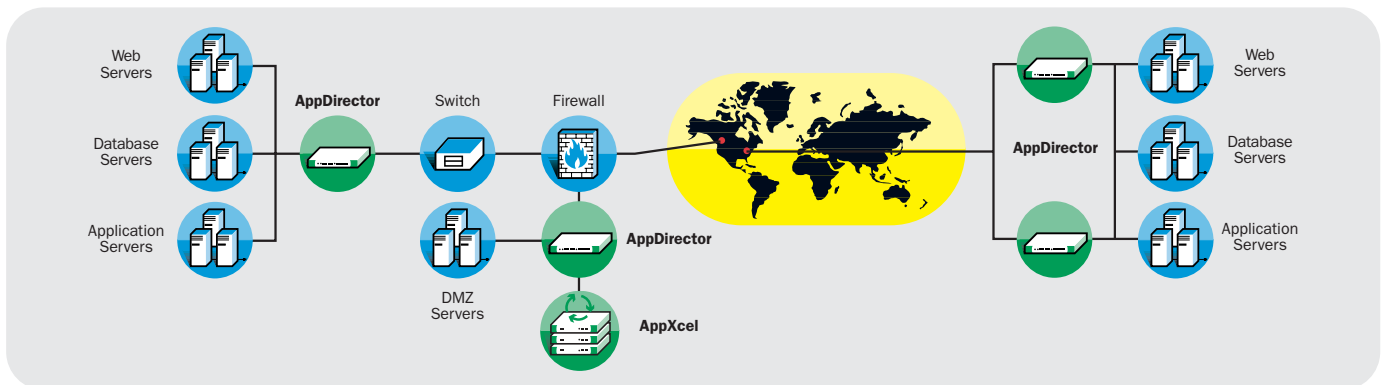 Web
Servers
AppDirector
Switch
Firewall
Database
Servers
Application
Servers
AppDirector
DMZ
Servers
AppXcel
AppDirector
Web
Servers
Database
Servers
Application
Servers